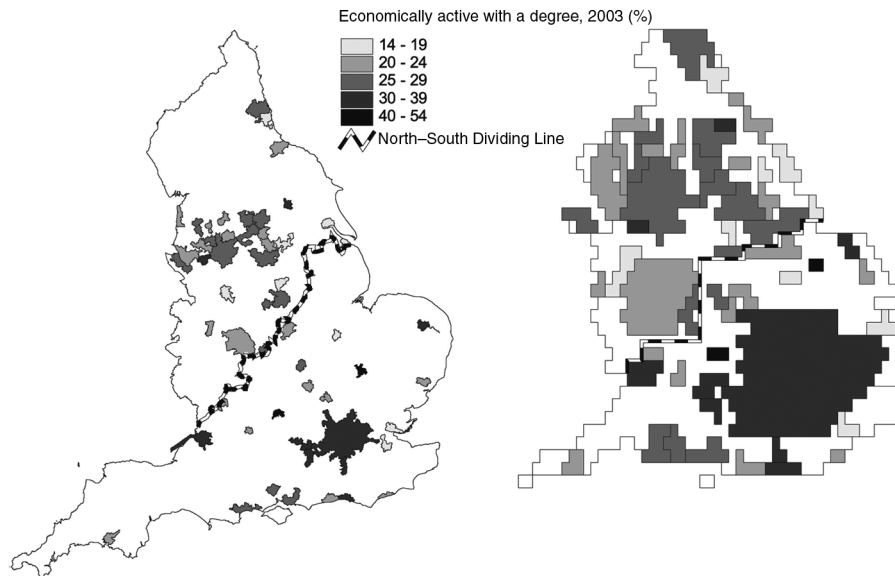 Economically active with a degree, 2003 (%)
14 - 19
20 - 24
25 - 29
30 - 39
40 - 54
North–South Dividing Line